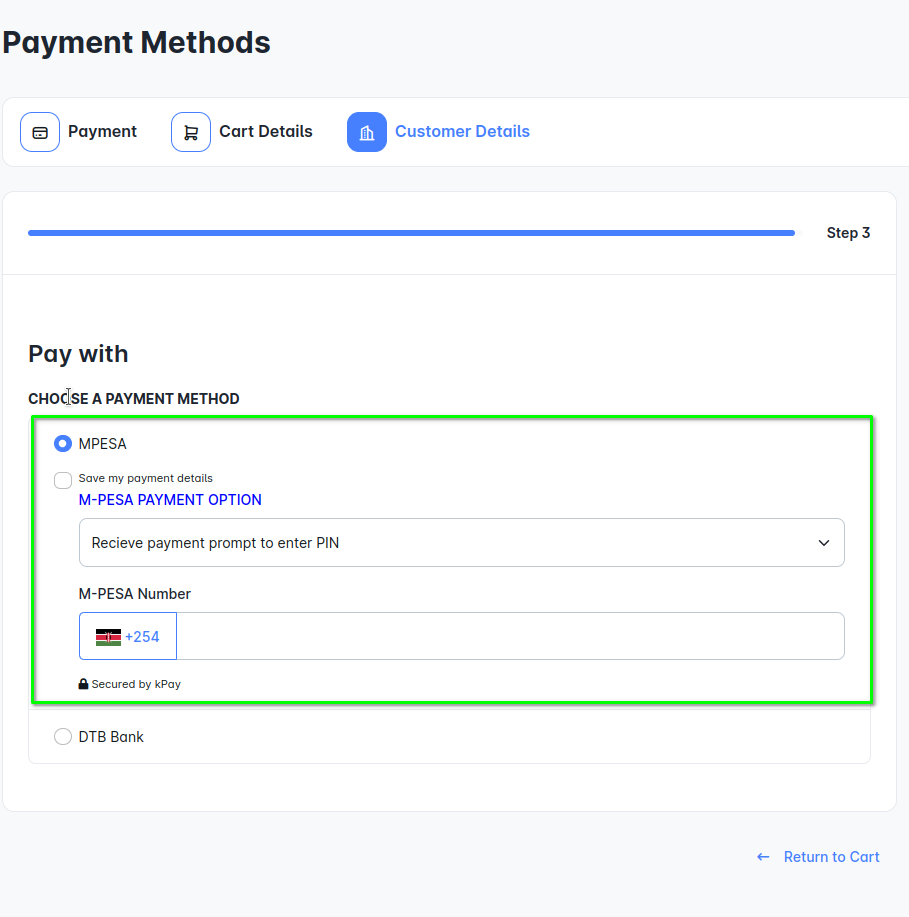 Payment Methods
Payment
Cart Details
Customer Details
Step 3
Pay with
CHOOSE A PAYMENT METHOD
MPESA
Save my payment details
M-PESA PAYMENT OPTION
Recieve payment prompt to enter PIN
M-PESA Number
+254
Secured by kPay
DTB Bank
← Return to Cart